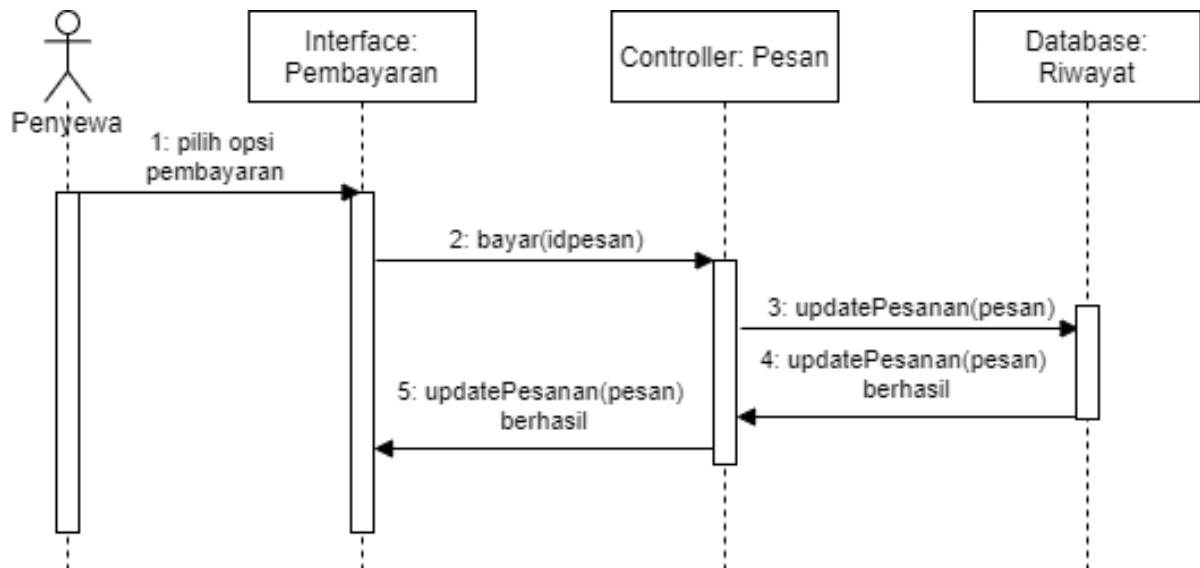 Penyewa
Interface:
Pembayaran
Controller: Pesan
Database:
Riwayat
1: pilih opsi
pembayaran
2: bayar(idpesan)
3: updatePesanan(pesan)
4: updatePesanan(pesan)
berhasil
5: updatePesanan(pesan)
berhasil